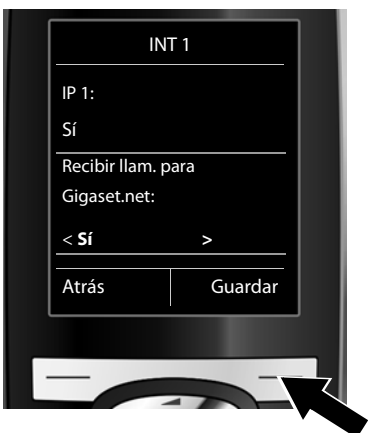 INT 1
IP 1:
Sí
Recibir llam. para
Gigaset.net:
< Sí >
Atrás Guardar